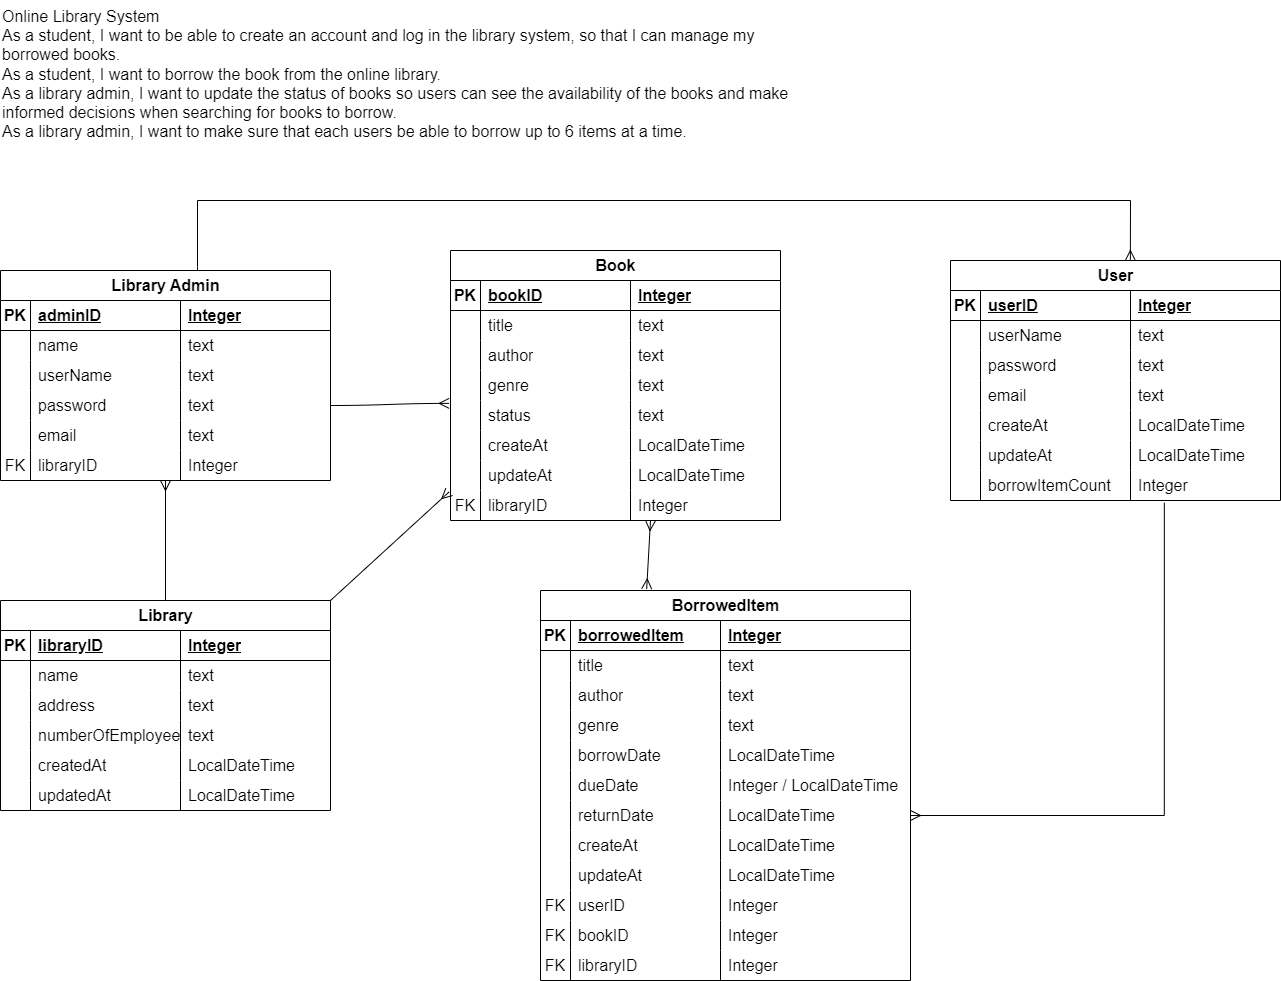 Online Library System
As a student, I want to be able to create an account and log in the library system, so that I can manage my
borrowed books.
As a student, I want to borrow the book from the online library.
As a library admin, I want to update the status of books so users can see the availability of the books and make
informed decisions when searching for books to borrow.
As a library admin, I want to make sure that each users be able to borrow up to 6 items at a time.
Library Admin
PK adminID Integer
name text
userName text
password text
email text
FK libraryID Integer
Book
PK bookID Integer
title text
author text
genre text
status text
createAt LocalDateTime
updateAt LocalDateTime
FK libraryID Integer
User
PK userID Integer
userName text
password text
email text
createAt LocalDateTime
updateAt LocalDateTime
borrowItemCount Integer
Library
PK libraryID Integer
name text
address text
numberOfEmployee text
createdAt LocalDateTime
updatedAt LocalDateTime
BorrowedItem
PK borrowedItem Integer
title text
author text
genre text
borrowDate LocalDateTime
dueDate Integer / LocalDateTime
returnDate LocalDateTime
createAt LocalDateTime
updateAt LocalDateTime
FK userID Integer
FK bookID Integer
FK libraryID Integer